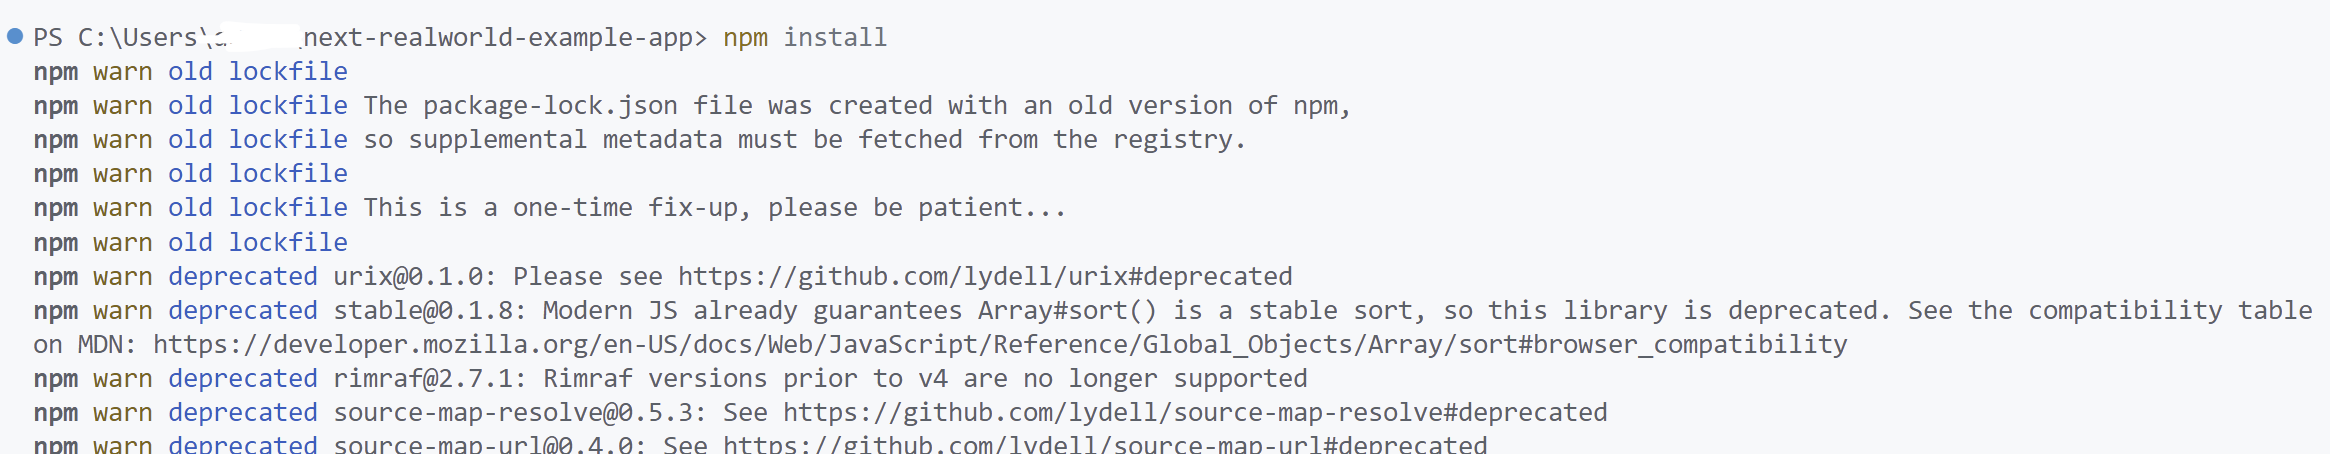 PS C:\Users\ \next-realworld-example-app> npm install
npm warn old lockfile
npm warn old lockfile The package-lock.json file was created with an old version of npm,
npm warn old lockfile so supplemental metadata must be fetched from the registry.
npm warn old lockfile
npm warn old lockfile This is a one-time fix-up, please be patient...
npm warn old lockfile
npm warn deprecated urix@0.1.0: Please see https://github.com/lydell/urix#deprecated
npm warn deprecated stable@0.1.8: Modern JS already guarantees Array#sort() is a stable sort, so this library is deprecated. See the compatibility table
on MDN: https://developer.mozilla.org/en-US/docs/Web/JavaScript/Reference/Global_Objects/Array/sort#browser_compatibility
npm warn deprecated rimraf@2.7.1: Rimraf versions prior to v4 are no longer supported
npm warn deprecated source-map-resolve@0.5.3: See https://github.com/lydell/source-map-resolve#deprecated
npm warn deprecated source-map-url@0.4.0: See https://github.com/lydell/source-map-url#deprecated